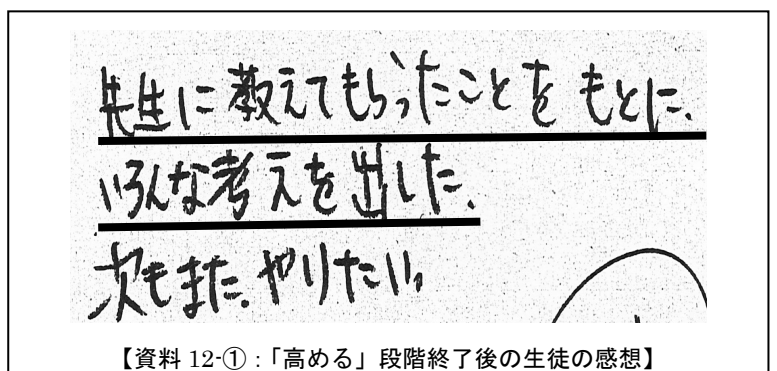 先生に教えてもらったことをもとに、
いろんな考えを出した、
次もまた、やりたい。
【資料 12-①:「高める」段階終了後の生徒の感想】